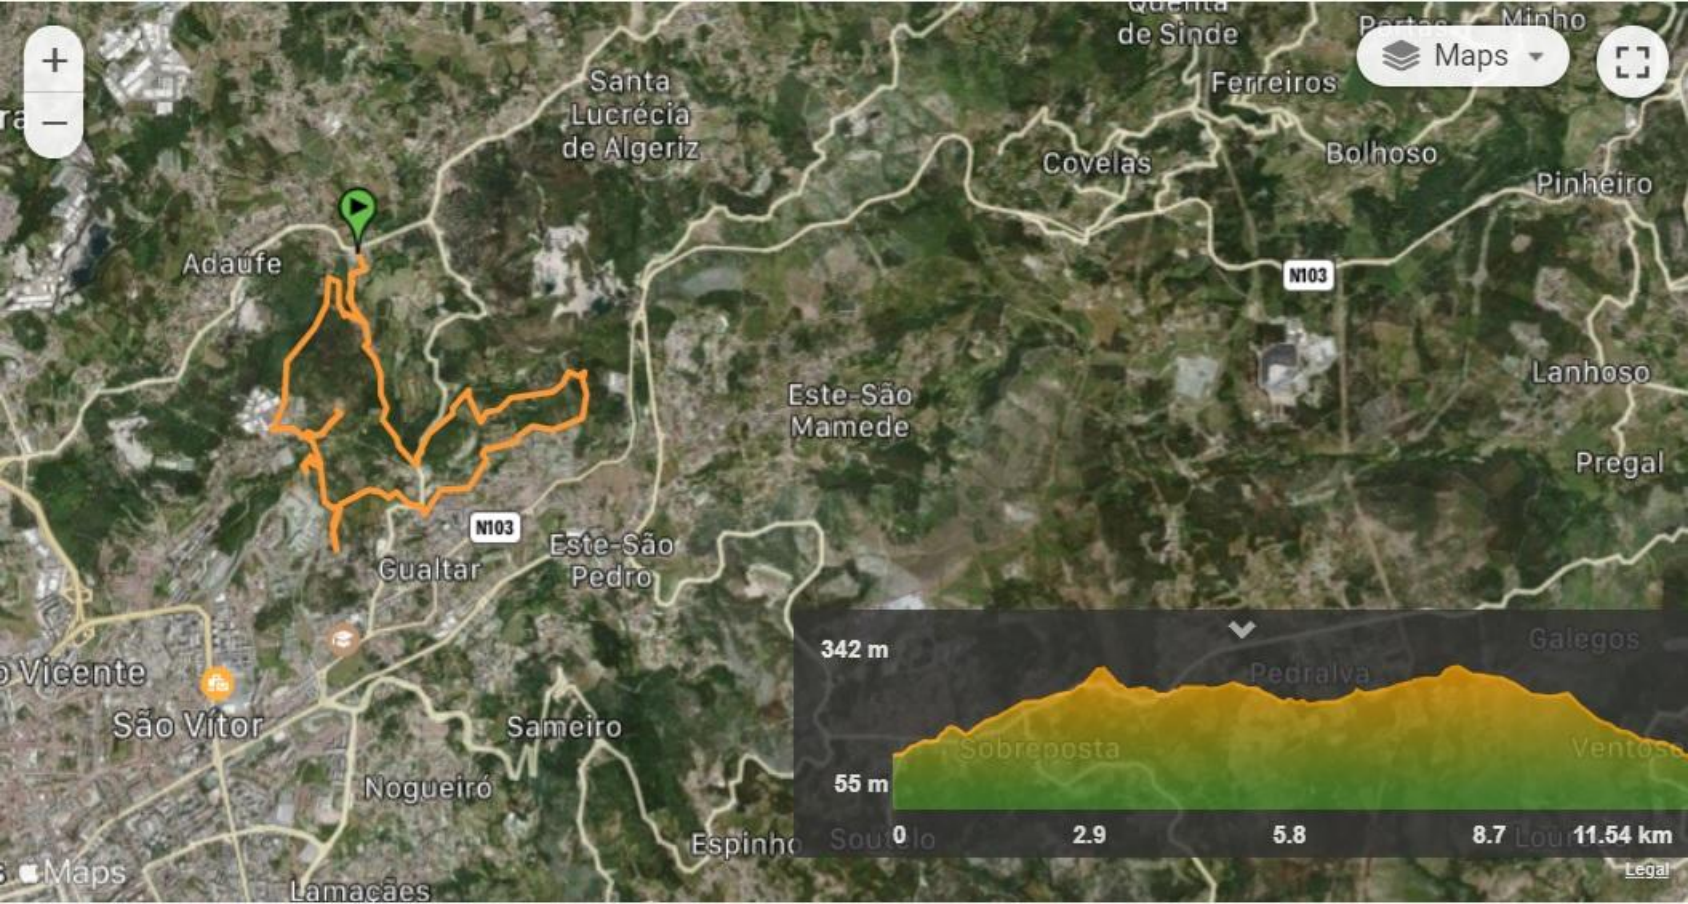 de Sinde
Minho
Maps
Ferreiros
Santa
Lucrécia
de Algeriz
Covelas
Bolhoso
Pinheiro
Adaúfe
N103
Lanhoso
Este-São
Mamede
Pregal
N103
Este-São
Pedro
Gualtar
o Vicente
São Vítor
Sameiro
Nogueiró
Espinho
Lamaçães
Maps
342 m
Galegos
Pedralva
Sobreposta
Ventosa
55 m
0
2.9
5.8
8.7
11.54 km
Legal